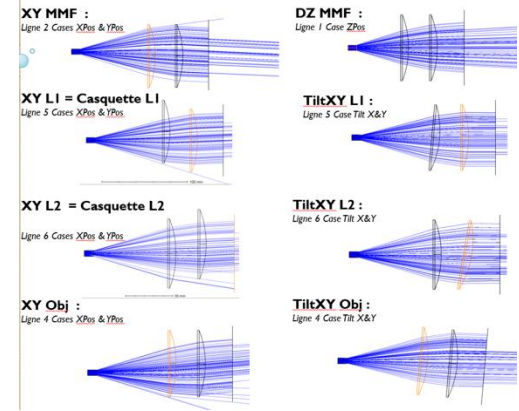 XY MMF :
Ligne 2 Cases XPos & YPos
DZ MMF :
Ligne 1 Case ZPos
XY L1 = Casquette L1
Ligne 5 Cases XPos & YPos
TiltXY L1 :
Ligne 5 Case Tilt X&Y
XY L2 = Casquette L2
Ligne 6 Cases XPos & YPos
TiltXY L2 :
Ligne 6 Case Tilt X&Y
XY Obj :
Ligne 4 Cases XPos & YPos
TiltXY Obj :
Ligne 4 Case Tilt X&Y